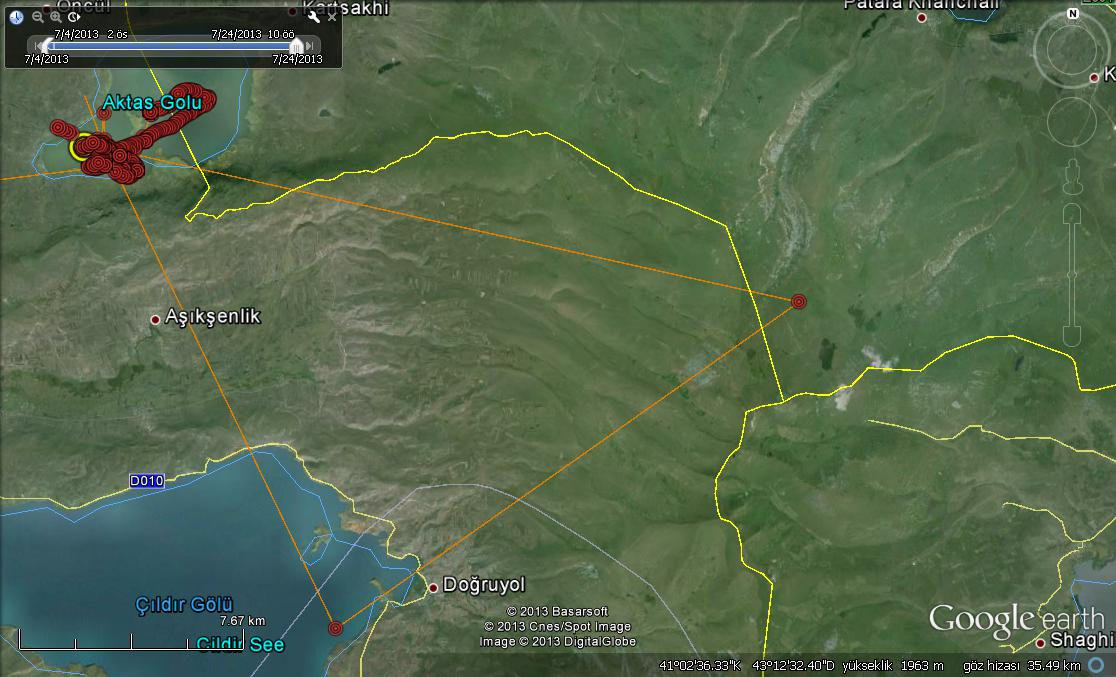 Öncül
Kartsakhi
Patara Khanchali
7/4/2013 2 ös
7/24/2013 10 öö
7/4/2013
7/24/2013
N
K
Aktas Golu
Aşıkşenlik
D010
Doğruyol
Çıldır Gölü
7.67 km
Cildir See
© 2013 Basarsoft
© 2013 Cnes/Spot Image
Image © 2013 DigitalGlobe
Google earth
Shaghi
41°02'36.33"K 43°12'32.40"D yükseklik 1963 m göz hizası 35.49 km